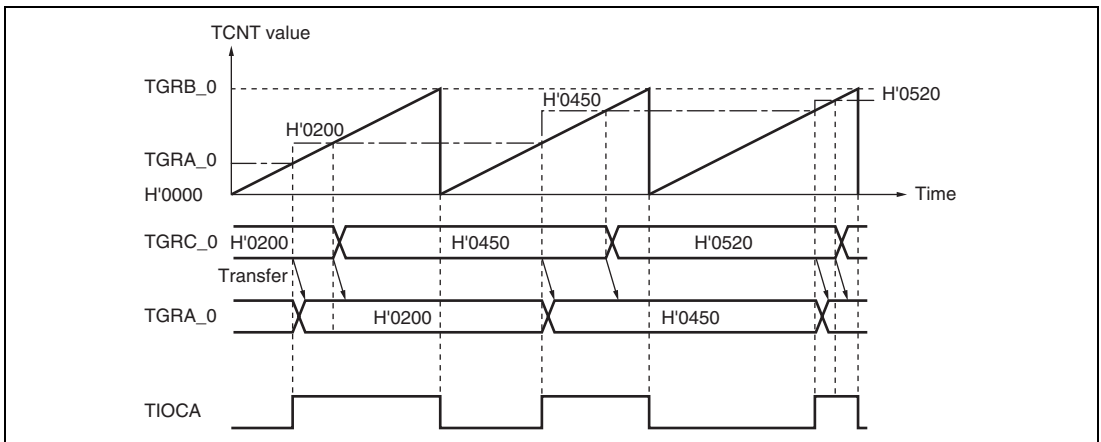 TCNT value
TGRB_0
H'0450
H'0520
H'0200
TGRA_0
H'0000
Time
TGRC_0 H'0200 H'0450 H'0520
Transfer
TGRA_0 H'0200 H'0450
TIOCA